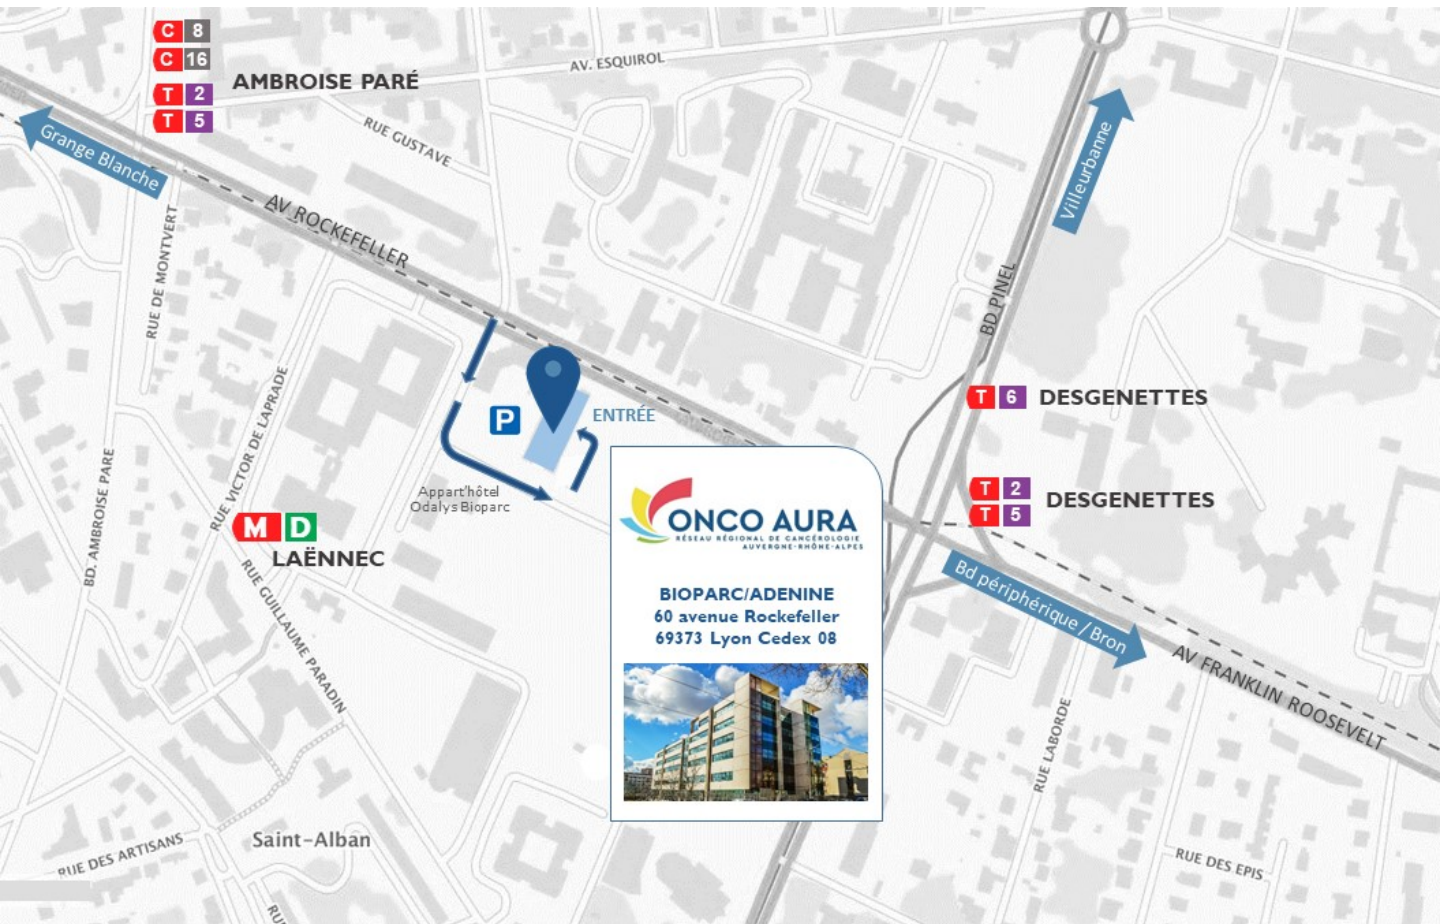 C 8
C 16
T 2
T 5
AMBROISE PARÉ
AV. ESQUIROL
RUE GUSTAVE
Grange Blanche
Villeurbanne
AV. ROCKEFELLER
RUE DE MONTVERT
BD PINEL
RUE VICTOR DE LAPRADE
P
ENTRÉE
T 6 DESGENETTES
BD. AMBROISE PARE
Appart'hôtel
Odalys Bioparc
T 2
T 5
DESGENETTES
M D
LAËNNEC
ONCO AURA
RÉSEAU RÉGIONAL DE CANCÉROLOGIE
AUVERGNE-RHÔNE-ALPES
BIOPARC/ADENINE
60 avenue Rockefeller
69373 Lyon Cedex 08
Bd périphérique / Bron
RUE GUILLAUME PARADIN
AV FRANKLIN ROOSEVELT
RUE LABORDE
Saint-Alban
RUE DES ARTISANS
RUE DES EPIS
RU